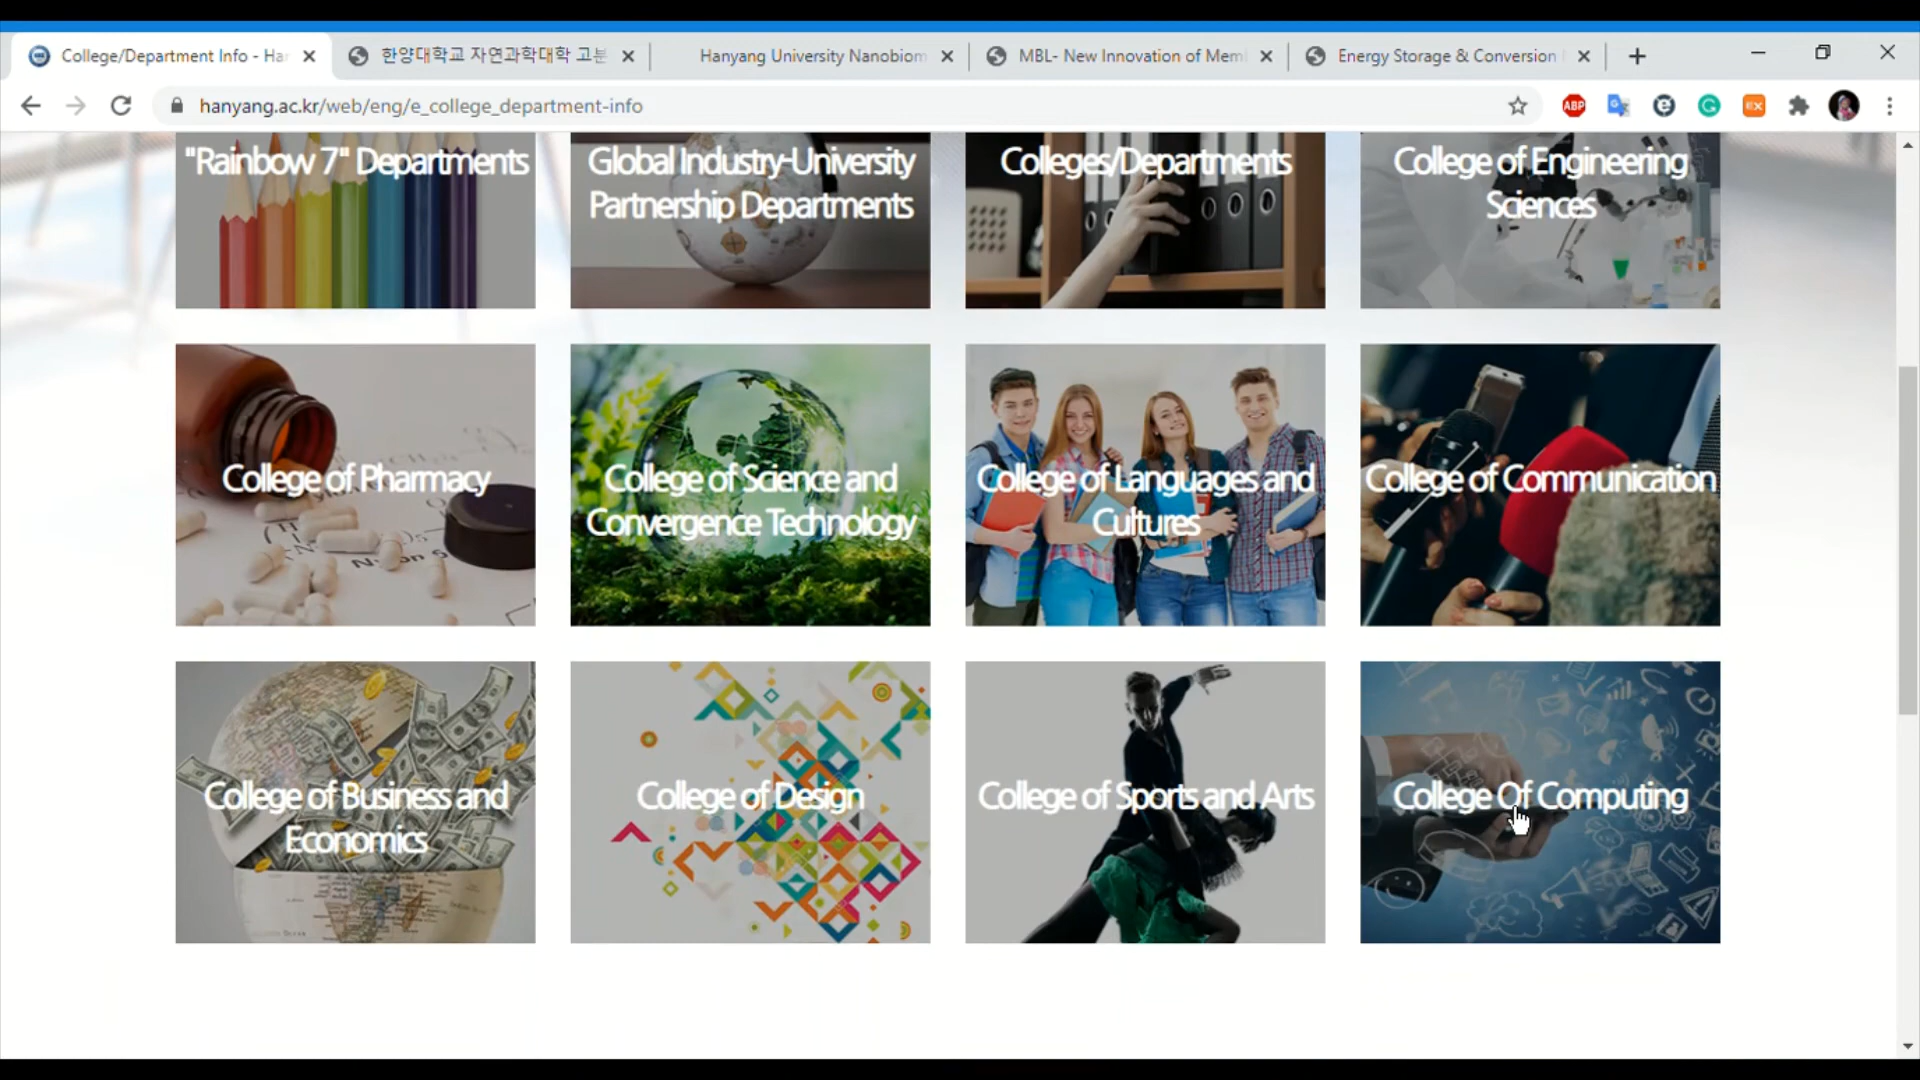 College/Department Info - Ha
한양대학교 자연과학대학 고분
Hanyang University Nanobiom
MBL- New Innovation of Mem
Energy Storage & Conversion
hanyang.ac.kr/web/eng/e_college_department-info
ABP
EX
"Rainbow 7" Departments
Global Industry-University
Partnership Departments
Colleges/Departments
College of Engineering
Sciences
College of Pharmacy
College of Science and
Convergence Technology
College of Languages and
Cultures
College of Communication
College of Business and
Economics
College of Design
College of Sports and Arts
College Of Computing